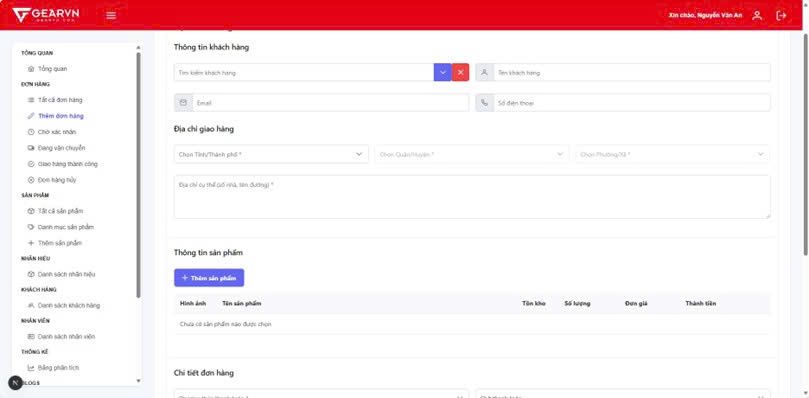 GEARVN
GEARVN.COM
Xin chào, Nguyễn Văn An
TỔNG QUAN
Tổng quan
ĐƠN HÀNG
Tất cả đơn hàng
Thêm đơn hàng
Chờ xác nhận
Đang vận chuyển
Giao hàng thành công
Đơn hàng hủy
SẢN PHẨM
Tất cả sản phẩm
Danh mục sản phẩm
Thêm sản phẩm
NHÃN HIỆU
Danh sách nhãn hiệu
KHÁCH HÀNG
Danh sách khách hàng
NHÂN VIÊN
Danh sách nhân viên
THỐNG KÊ
Bảng phân tích
BLOGS
N
Thông tin khách hàng
Tìm kiếm khách hàng
Tên khách hàng
Email
Số điện thoại
Địa chỉ giao hàng
Chọn Tỉnh/Thành phố *
Chọn Quận/Huyện *
Chọn Phường/Xã *
Địa chỉ cụ thể (số nhà, tên đường) *
Thông tin sản phẩm
Thêm sản phẩm
Hình ảnh Tên sản phẩm Tồn kho Số lượng Đơn giá Thành tiền
Chưa có sản phẩm nào được chọn
Chi tiết đơn hàng